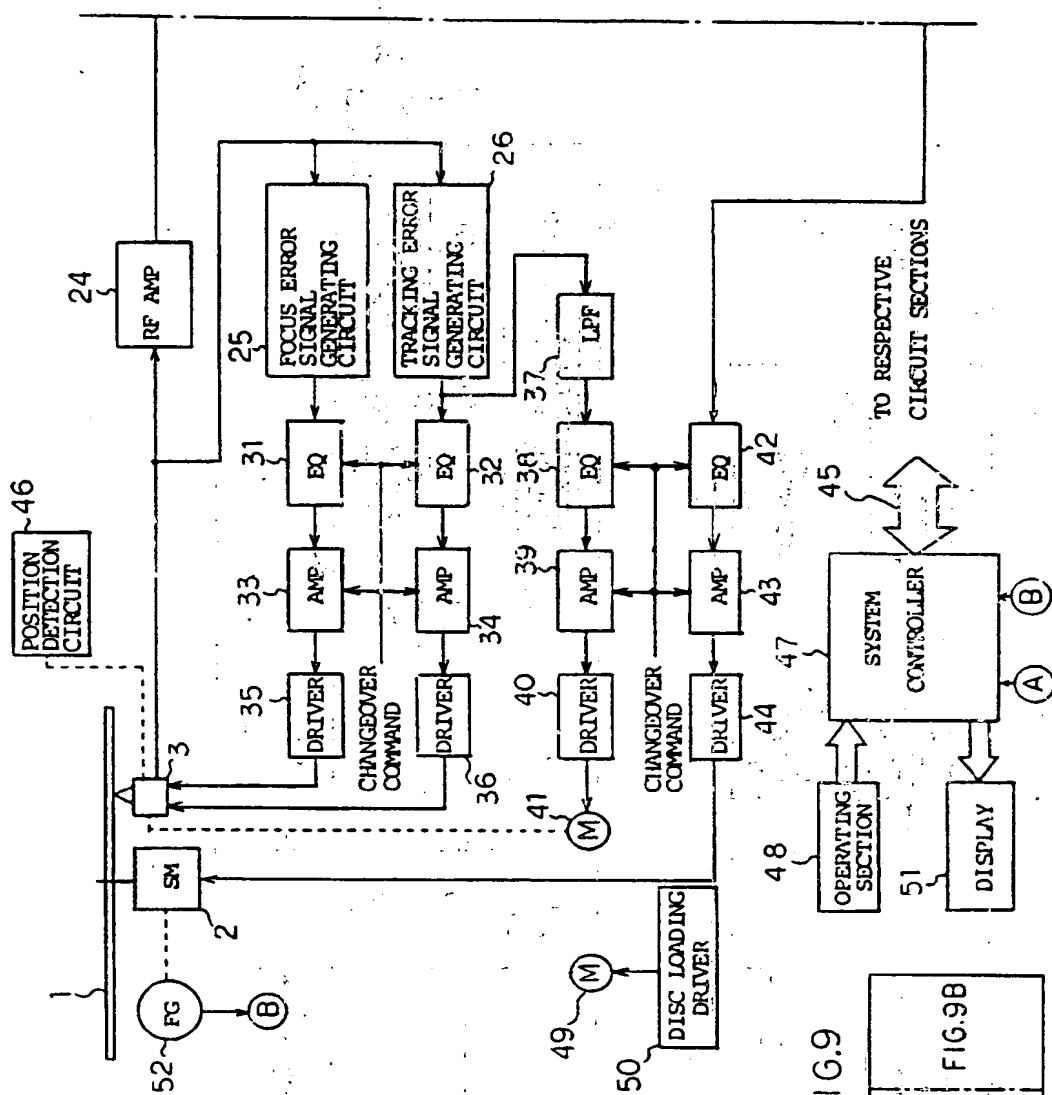 46
POSITION
DETECTION
CIRCUIT
24
RF AMP
1
3
SM
2
FG
52
B
25
FOCUS ERROR
SIGNAL
GENERATING
CIRCUIT
26
TRACKING ERROR
SIGNAL
GENERATING
CIRCUIT
35
DRIVER
33
AMP
31
EQ
CHANGEOVER
COMMAND
36
DRIVER
34
AMP
32
EQ
41
M
40
DRIVER
39
AMP
38
EQ
37
LPF
CHANGEOVER
COMMAND
44
DRIVER
43
AMP
42
EQ
49
M
50
DISC LOADING
DRIVER
48
OPERATING
SECTION
51
DISPLAY
47
SYSTEM
CONTROLLER
A
B
45
TO RESPECTIVE
CIRCUIT SECTIONS
IG.9
FIG.9B